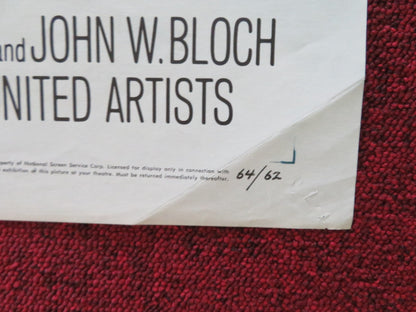 and JOHN W. BLOCH
NITED ARTISTS
perty of National Screen Service Corp. Licensed for display only in connection with
exhibition of this picture at your theatre. Must be returned immediately thereafter.
64/62